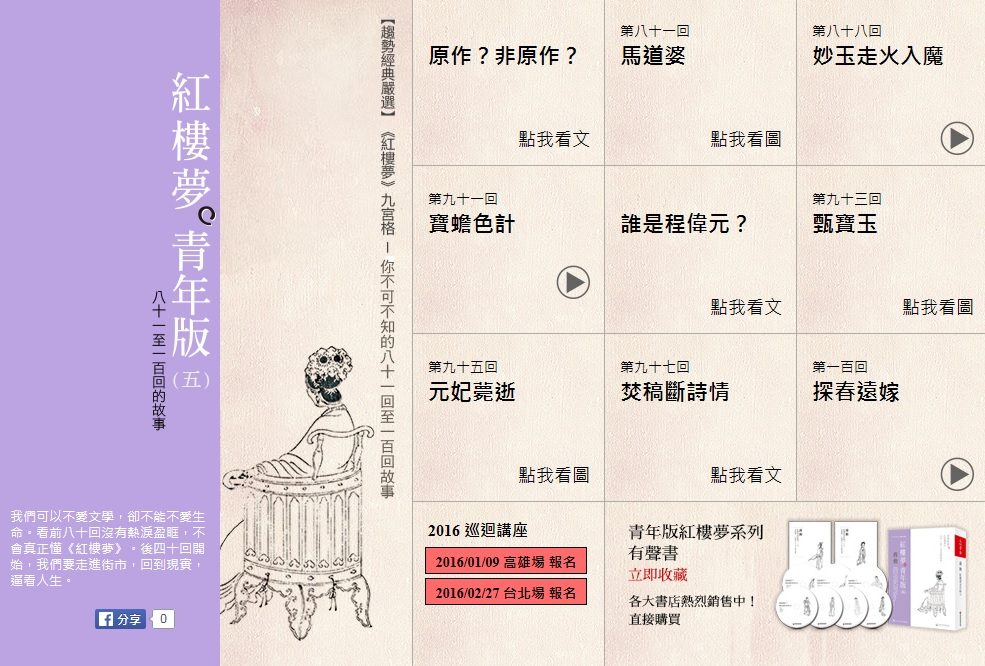 紅樓夢
青年版
(五)
八十一至一百回的故事
我們可以不愛文學，卻不能不愛生
命。看前八十回沒有熱淚盈眶，不
會真正懂《紅樓夢》。後四十回開
始，我們要走進街市，回到現實，
逼看人生。
分享
0
【趨勢經典嚴選】《紅樓夢》九宮格 – 你不可不知的八十一回至一百回故事
原作？非原作？
點我看文
第八十一回
馬道婆
點我看圖
第八十八回
妙玉走火入魔
第九十一回
寶蟾色計
誰是程偉元？
點我看文
第九十三回
甄寶玉
點我看圖
第九十五回
元妃薨逝
點我看圖
第九十七回
焚稿斷詩情
點我看文
第一百回
探春遠嫁
2016 巡迴講座
2016/01/09 高雄場 報名
2016/02/27 台北場 報名
青年版紅樓夢系列
有聲書
立即收藏
各大書店熱烈銷售中！
直接購買
紅樓夢
青年版